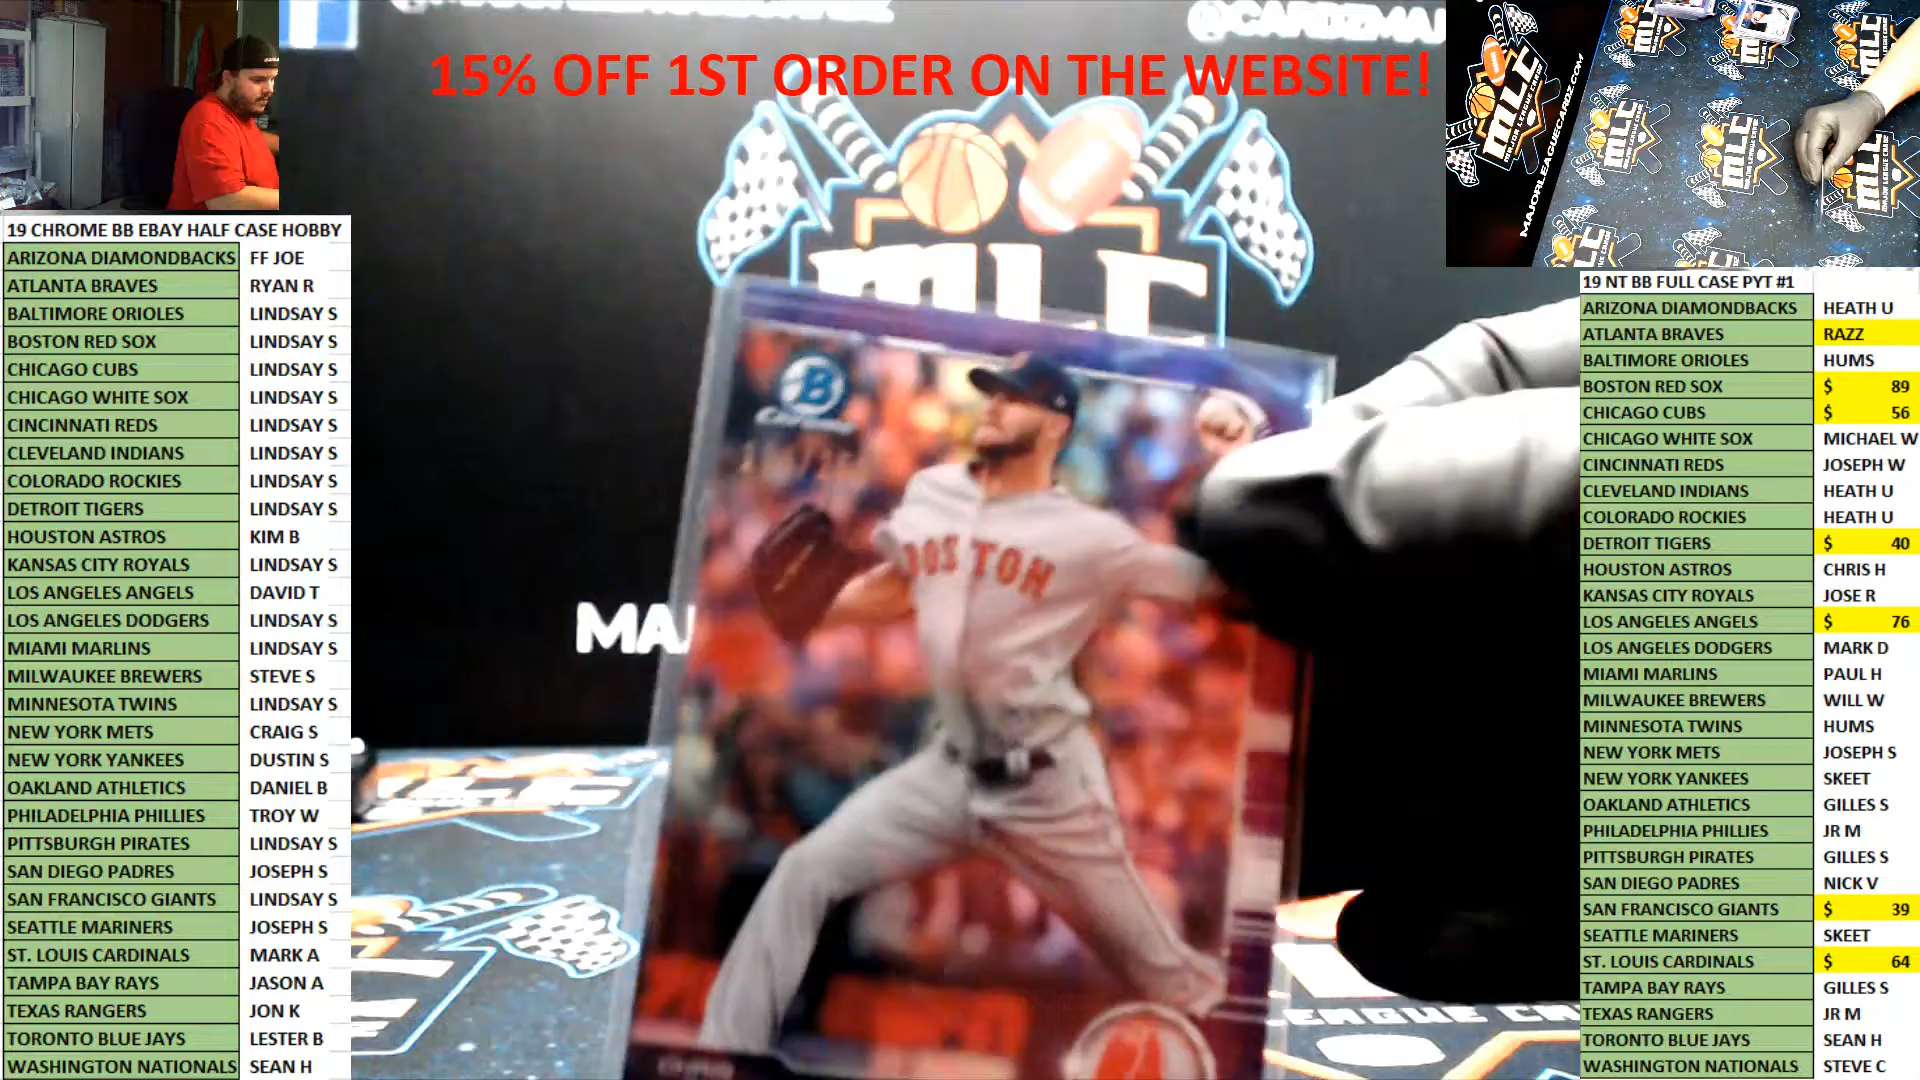 15% OFF 1ST ORDER ON THE WEBSITE!
MLC
MAJORLEAGUECARDZ.COM
MLC
BOSTON
B
19 CHROME BB EBAY HALF CASE HOBBY
ARIZONA DIAMONDBACKS FF JOE
ATLANTA BRAVES RYAN R
BALTIMORE ORIOLES LINDSAY S
BOSTON RED SOX LINDSAY S
CHICAGO CUBS LINDSAY S
CHICAGO WHITE SOX LINDSAY S
CINCINNATI REDS LINDSAY S
CLEVELAND INDIANS LINDSAY S
COLORADO ROCKIES LINDSAY S
DETROIT TIGERS LINDSAY S
HOUSTON ASTROS KIM B
KANSAS CITY ROYALS LINDSAY S
LOS ANGELES ANGELS DAVID T
LOS ANGELES DODGERS LINDSAY S
MIAMI MARLINS LINDSAY S
MILWAUKEE BREWERS STEVE S
MINNESOTA TWINS LINDSAY S
NEW YORK METS CRAIG S
NEW YORK YANKEES DUSTIN S
OAKLAND ATHLETICS DANIEL B
PHILADELPHIA PHILLIES TROY W
PITTSBURGH PIRATES LINDSAY S
SAN DIEGO PADRES JOSEPH S
SAN FRANCISCO GIANTS LINDSAY S
SEATTLE MARINERS JOSEPH S
ST. LOUIS CARDINALS MARK A
TAMPA BAY RAYS JASON A
TEXAS RANGERS JON K
TORONTO BLUE JAYS LESTER B
WASHINGTON NATIONALS SEAN H
19 NT BB FULL CASE PYT #1
ARIZONA DIAMONDBACKS HEATH U
ATLANTA BRAVES RAZZ
BALTIMORE ORIOLES HUMS
BOSTON RED SOX $ 89
CHICAGO CUBS $ 56
CHICAGO WHITE SOX MICHAEL W
CINCINNATI REDS JOSEPH W
CLEVELAND INDIANS HEATH U
COLORADO ROCKIES HEATH U
DETROIT TIGERS $ 40
HOUSTON ASTROS CHRIS H
KANSAS CITY ROYALS JOSE R
LOS ANGELES ANGELS $ 76
LOS ANGELES DODGERS MARK D
MIAMI MARLINS PAUL H
MILWAUKEE BREWERS WILL W
MINNESOTA TWINS HUMS
NEW YORK METS JOSEPH S
NEW YORK YANKEES SKEET
OAKLAND ATHLETICS GILLES S
PHILADELPHIA PHILLIES JR M
PITTSBURGH PIRATES GILLES S
SAN DIEGO PADRES NICK V
SAN FRANCISCO GIANTS $ 39
SEATTLE MARINERS SKEET
ST. LOUIS CARDINALS $ 64
TAMPA BAY RAYS GILLES S
TEXAS RANGERS JR M
TORONTO BLUE JAYS SEAN H
WASHINGTON NATIONALS STEVE C